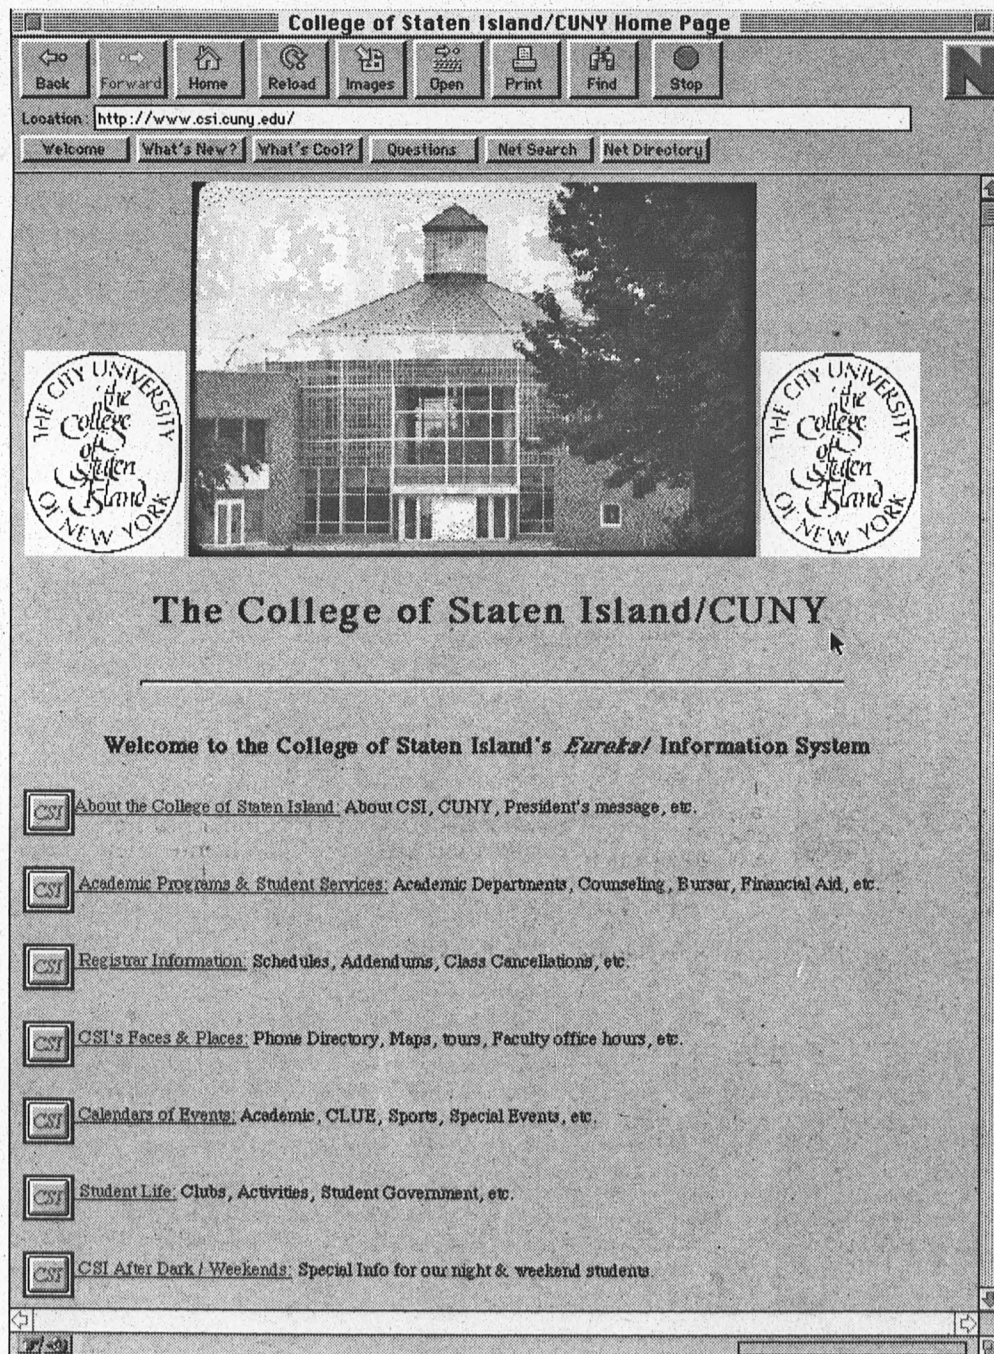 College of Staten Island/CUNY Home Page
Back Forward Home Reload Images Open Print Find Stop
N
Location: http://www.csi.cuny.edu/
Welcome What's New? What's Cool? Questions Net Search Net Directory
THE CITY UNIVERSITY OF NEW YORK
the
College
of
Staten
Island
THE CITY UNIVERSITY OF NEW YORK
the
College
of
Staten
Island
The College of Staten Island/CUNY
Welcome to the College of Staten Island's Eureka! Information System
CSI About the College of Staten Island: About CSI, CUNY, President's message, etc.
CSI Academic Programs & Student Services: Academic Departments, Counseling, Bursar, Financial Aid, etc.
CSI Registrar Information: Schedules, Addendums, Class Cancellations, etc.
CSI CSI's Faces & Places: Phone Directory, Maps, tours, Faculty office hours, etc.
CSI Calendars of Events: Academic, CLUE, Sports, Special Events, etc.
CSI Student Life: Clubs, Activities, Student Government, etc.
CSI CSI After Dark / Weekends: Special Info for our night & weekend students.